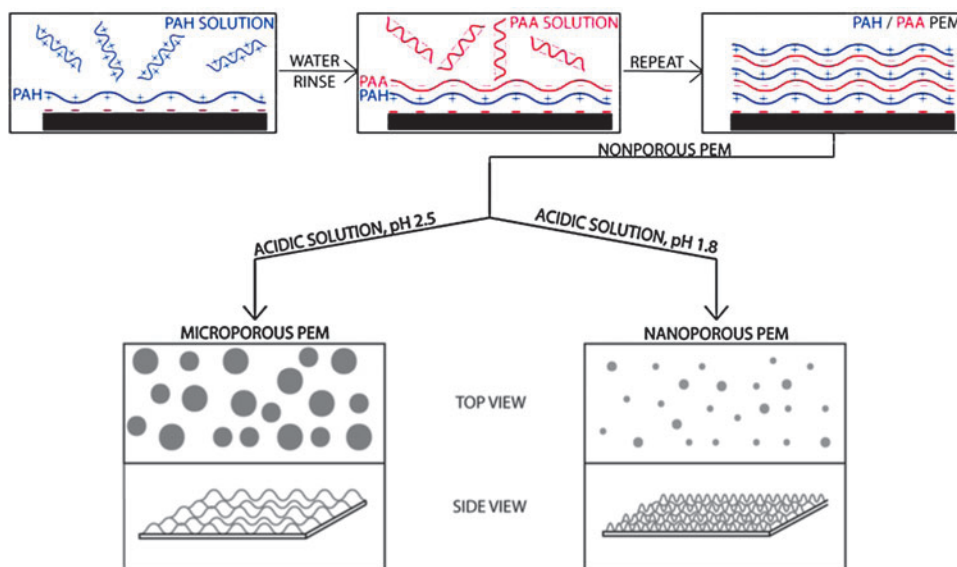 PAH SOLUTION
PAH
WATER
RINSE
PAA SOLUTION
PAA
PAH
REPEAT
PAH / PAA PEM
NONPOROUS PEM
ACIDIC SOLUTION, pH 2.5
ACIDIC SOLUTION, pH 1.8
MICROPOROUS PEM
NANOPOROUS PEM
TOP VIEW
SIDE VIEW